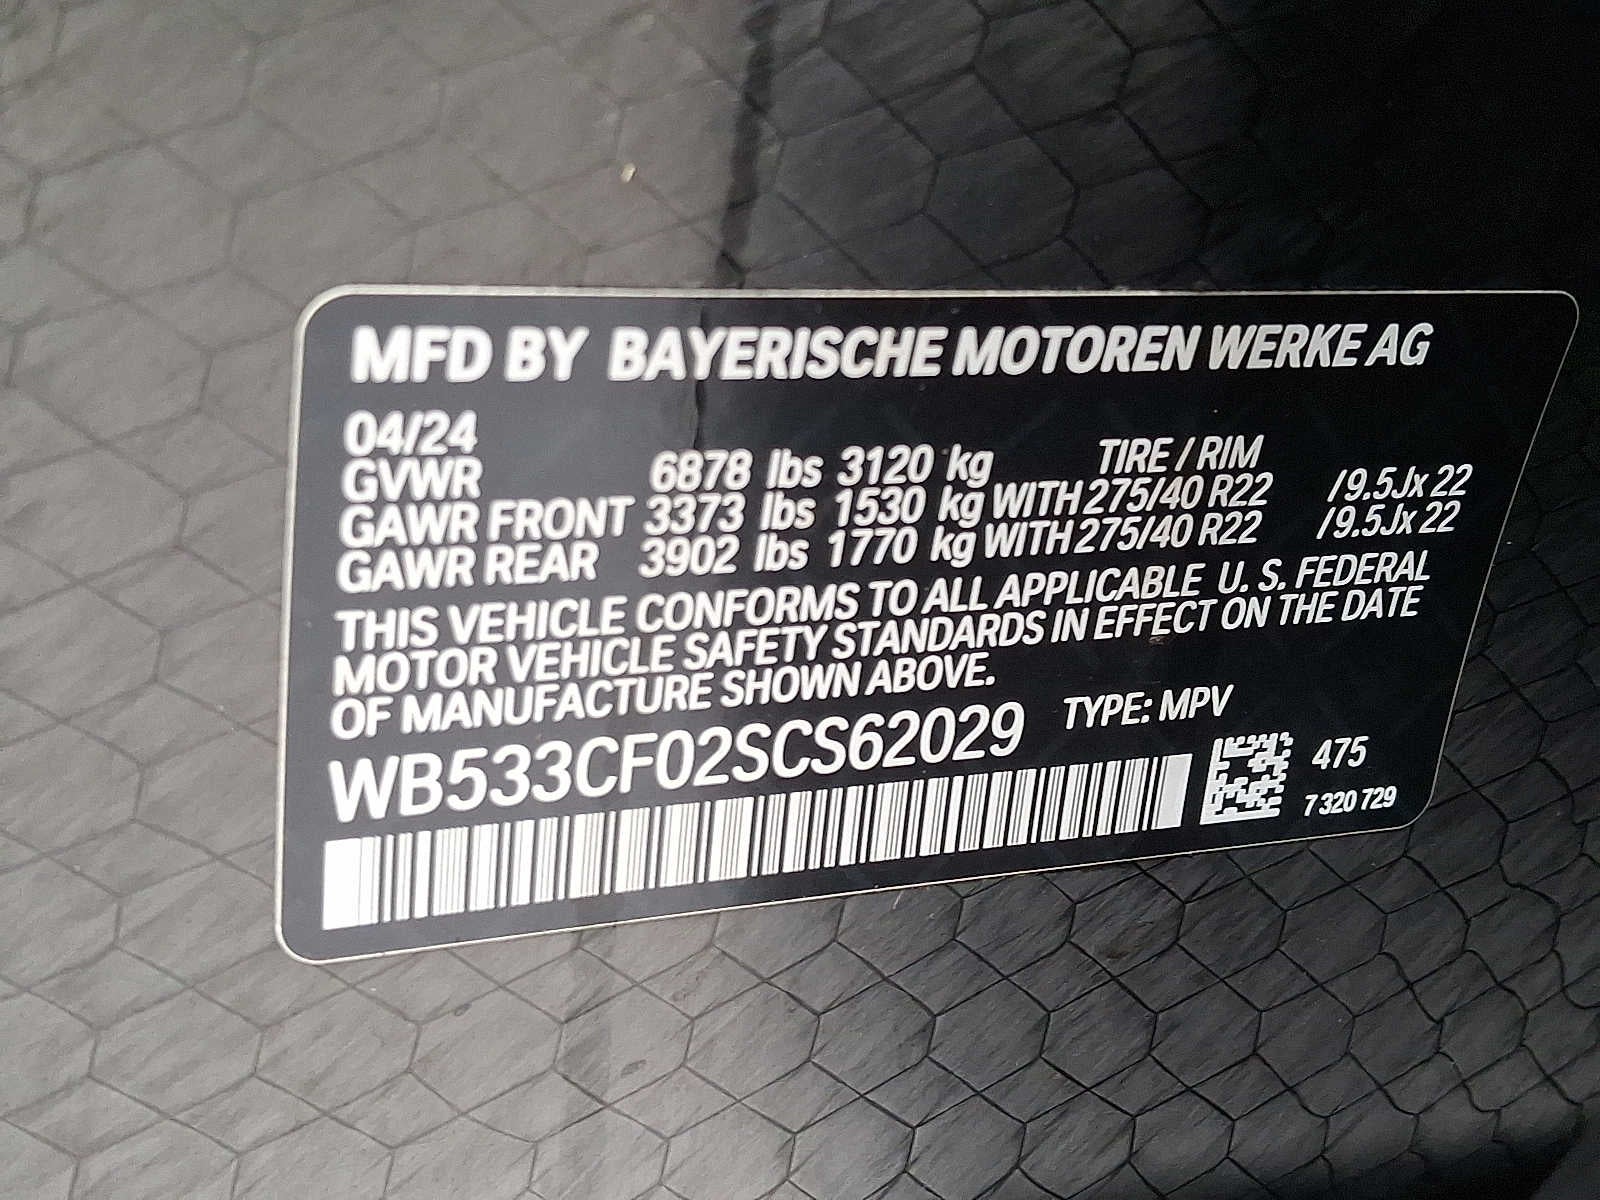 MFD BY BAYERISCHE MOTOREN WERKE AG
04/24
TIRE / RIM
GVWR 6878 lbs 3120 kg
GAWR FRONT 3373 lbs 1530 kg WITH 275/40 R22 /9.5Jx 22
GAWR REAR 3902 lbs 1770 kg WITH 275/40 R22 /9.5Jx 22
THIS VEHICLE CONFORMS TO ALL APPLICABLE U. S. FEDERAL
MOTOR VEHICLE SAFETY STANDARDS IN EFFECT ON THE DATE
OF MANUFACTURE SHOWN ABOVE.
WB533CF02SCS62029 TYPE: MPV
475
7 320 729